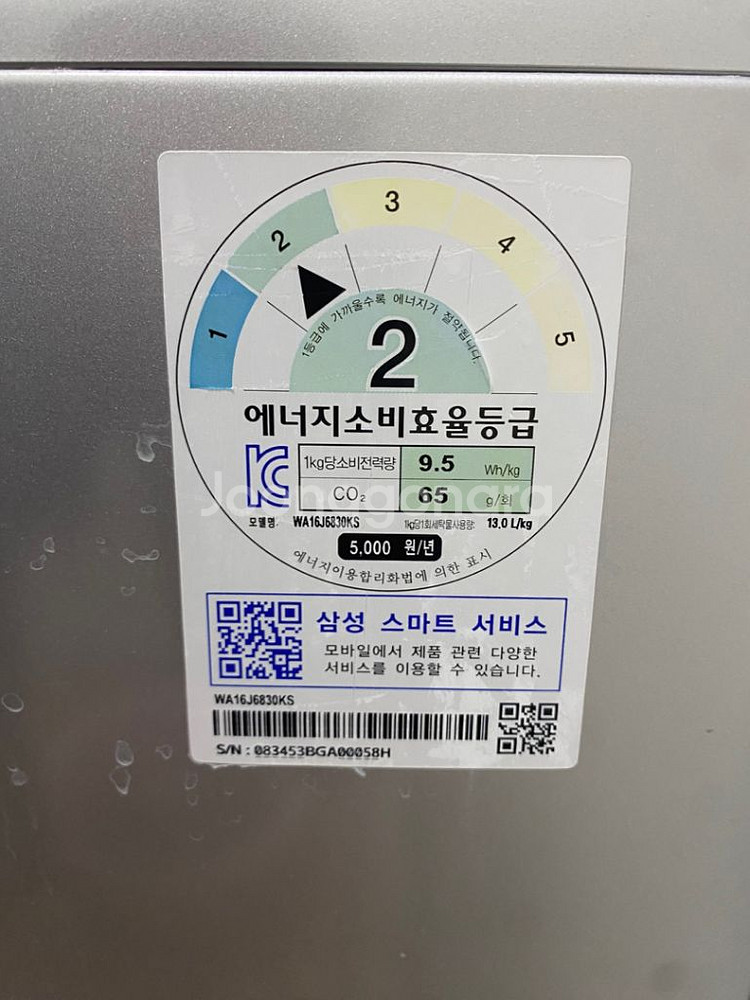 1
2
3
4
5
1등급에 가까울수록 에너지가 절약됩니다.
2
에너지소비효율등급
1kg당소비전력량 9.5 Wh/kg
CO₂ 65 g/회
모델명: WA16J6830KS 1kg당1회세탁물사용량: 13.0 L/kg
5,000 원/년
에너지이용합리화법에 의한 표시
삼성 스마트 서비스
모바일에서 제품 관련 다양한
서비스를 이용할 수 있습니다.
WA16J6830KS
S/N : 083453BGA00058H
Joonggonara